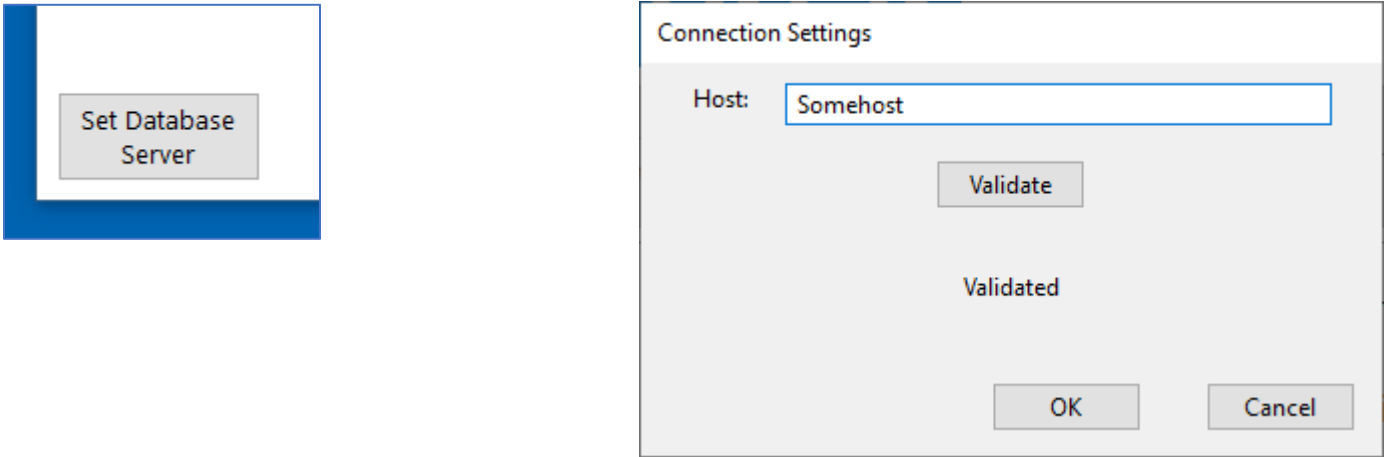 Set Database
Server
Connection Settings
Host:
Somehost
Validate
Validated
OK
Cancel